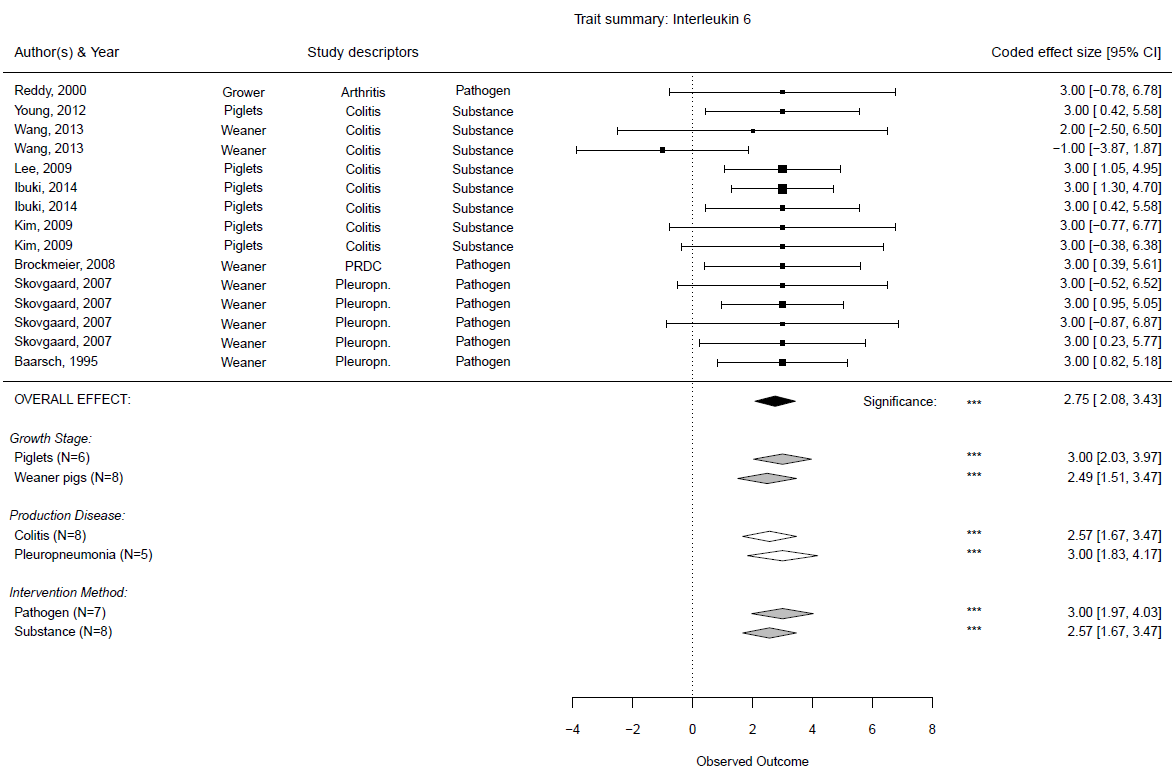 Trait summary: Interleukin 6
Author(s) & Year Study descriptors Coded effect size [95% CI]
Reddy, 2000 Grower Arthritis Pathogen 3.00 [−0.78, 6.78]
Young, 2012 Piglets Colitis Substance 3.00 [ 0.42, 5.58]
Wang, 2013 Weaner Colitis Substance 2.00 [−2.50, 6.50]
Wang, 2013 Weaner Colitis Substance −1.00 [−3.87, 1.87]
Lee, 2009 Piglets Colitis Substance 3.00 [ 1.05, 4.95]
Ibuki, 2014 Piglets Colitis Substance 3.00 [ 1.30, 4.70]
Ibuki, 2014 Piglets Colitis Substance 3.00 [ 0.42, 5.58]
Kim, 2009 Piglets Colitis Substance 3.00 [−0.77, 6.77]
Kim, 2009 Piglets Colitis Substance 3.00 [−0.38, 6.38]
Brockmeier, 2008 Weaner PRDC Pathogen 3.00 [ 0.39, 5.61]
Skovgaard, 2007 Weaner Pleuropn. Pathogen 3.00 [−0.52, 6.52]
Skovgaard, 2007 Weaner Pleuropn. Pathogen 3.00 [ 0.95, 5.05]
Skovgaard, 2007 Weaner Pleuropn. Pathogen 3.00 [−0.87, 6.87]
Skovgaard, 2007 Weaner Pleuropn. Pathogen 3.00 [ 0.23, 5.77]
Baarsch, 1995 Weaner Pleuropn. Pathogen 3.00 [ 0.82, 5.18]
OVERALL EFFECT: Significance: *** 2.75 [ 2.08, 3.43]
Growth Stage:
Piglets (N=6) *** 3.00 [2.03, 3.97]
Weaner pigs (N=8) *** 2.49 [1.51, 3.47]
Production Disease:
Colitis (N=8) *** 2.57 [1.67, 3.47]
Pleuropneumonia (N=5) *** 3.00 [1.83, 4.17]
Intervention Method:
Pathogen (N=7) *** 3.00 [1.97, 4.03]
Substance (N=8) *** 2.57 [1.67, 3.47]
−4 −2 0 2 4 6 8
Observed Outcome